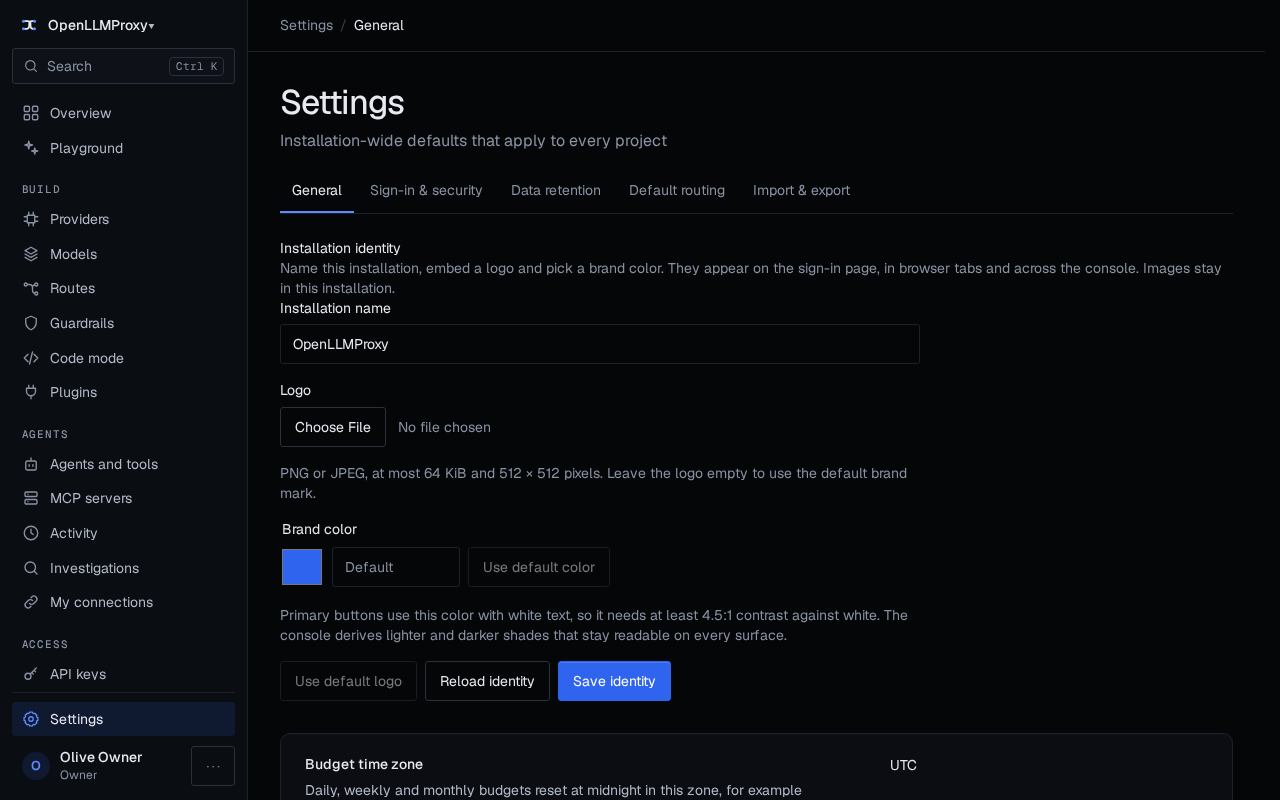 OpenLLMProxy▾
Search Ctrl K
Overview
Playground
BUILD
Providers
Models
Routes
Guardrails
Code mode
Plugins
AGENTS
Agents and tools
MCP servers
Activity
Investigations
My connections
ACCESS
API keys
Settings
O Olive Owner
Owner
...
Settings / General
Settings
Installation-wide defaults that apply to every project
General Sign-in & security Data retention Default routing Import & export
Installation identity
Name this installation, embed a logo and pick a brand color. They appear on the sign-in page, in browser tabs and across the console. Images stay
in this installation.
Installation name
OpenLLMProxy
Logo
Choose File No file chosen
PNG or JPEG, at most 64 KiB and 512 × 512 pixels. Leave the logo empty to use the default brand
mark.
Brand color
Default Use default color
Primary buttons use this color with white text, so it needs at least 4.5:1 contrast against white. The
console derives lighter and darker shades that stay readable on every surface.
Use default logo Reload identity Save identity
Budget time zone UTC
Daily, weekly and monthly budgets reset at midnight in this zone, for example